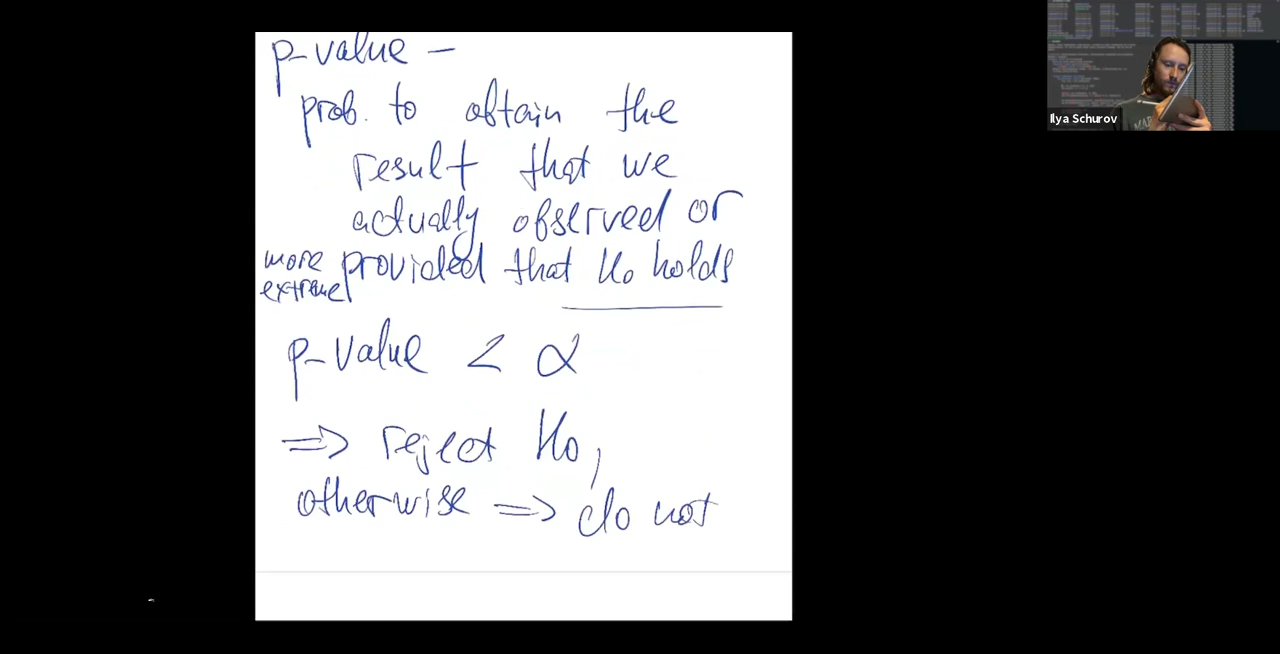 p-value –
prob. to obtain the
result that we
actually observed or
more
extreme provided that H₀ holds
p-value < α
=> reject H₀,
otherwise => do not
Ilya Schurov